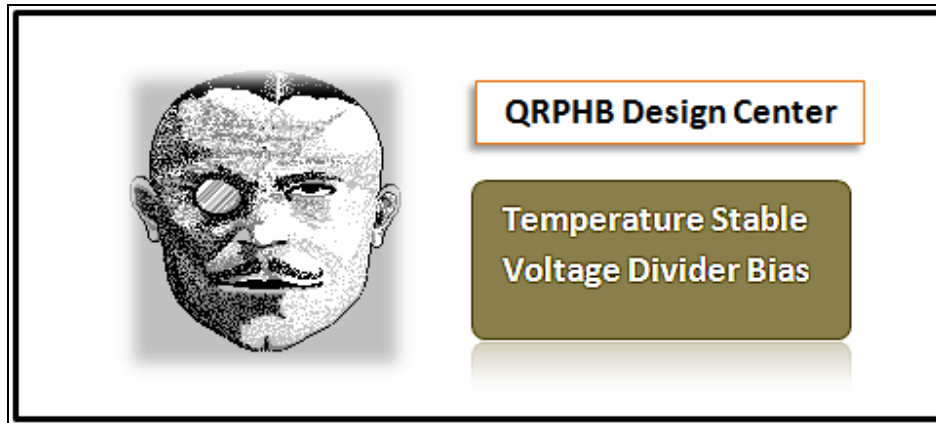 QRPHB Design Center
Temperature Stable
Voltage Divider Bias